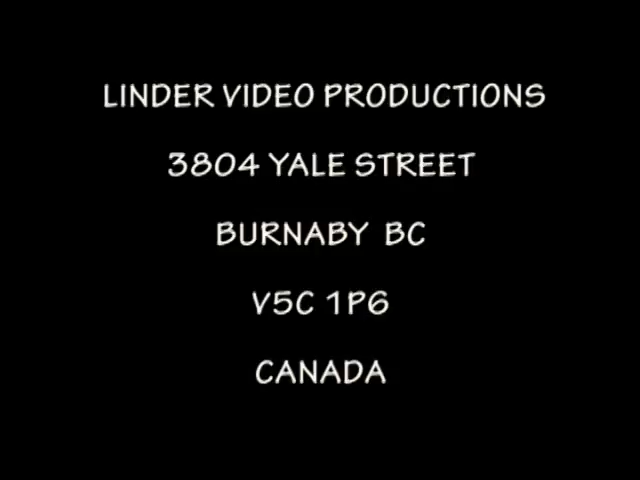 LINDER VIDEO PRODUCTIONS
3804 YALE STREET
BURNABY BC
V5C 1P6
CANADA